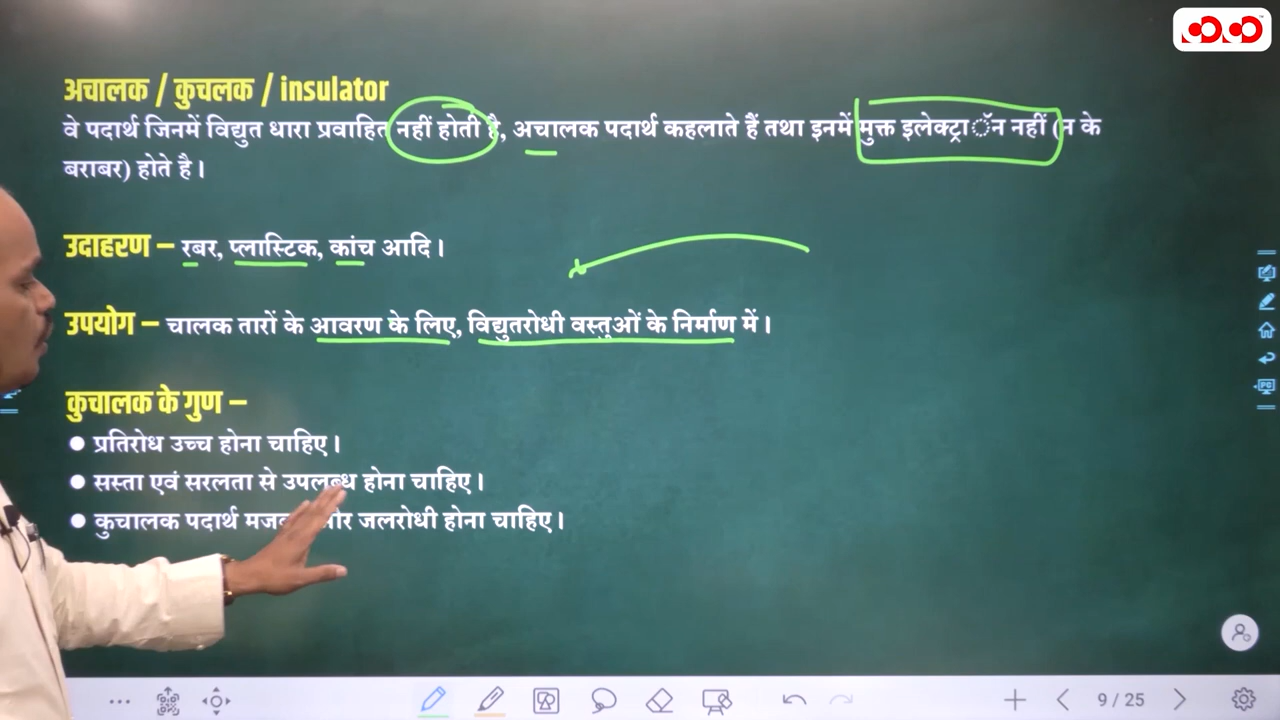 अचालक / कुचलक / insulator
वे पदार्थ जिनमें विद्युत धारा प्रवाहित नहीं होती है, अचालक पदार्थ कहलाते हैं तथा इनमें मुक्त इलेक्ट्राॅन नहीं (न के
बराबर) होते है।
उदाहरण – रबर, प्लास्टिक, कांच आदि।
उपयोग – चालक तारों के आवरण के लिए, विद्युतरोधी वस्तूओं के निर्माण में।
कुचालक के गुण –
● प्रतिरोध उच्च होना चाहिए।
● सस्ता एवं सरलता से उपलब्ध होना चाहिए।
● कुचालक पदार्थ जलरोधी होना चाहिए।
PC
9 / 25